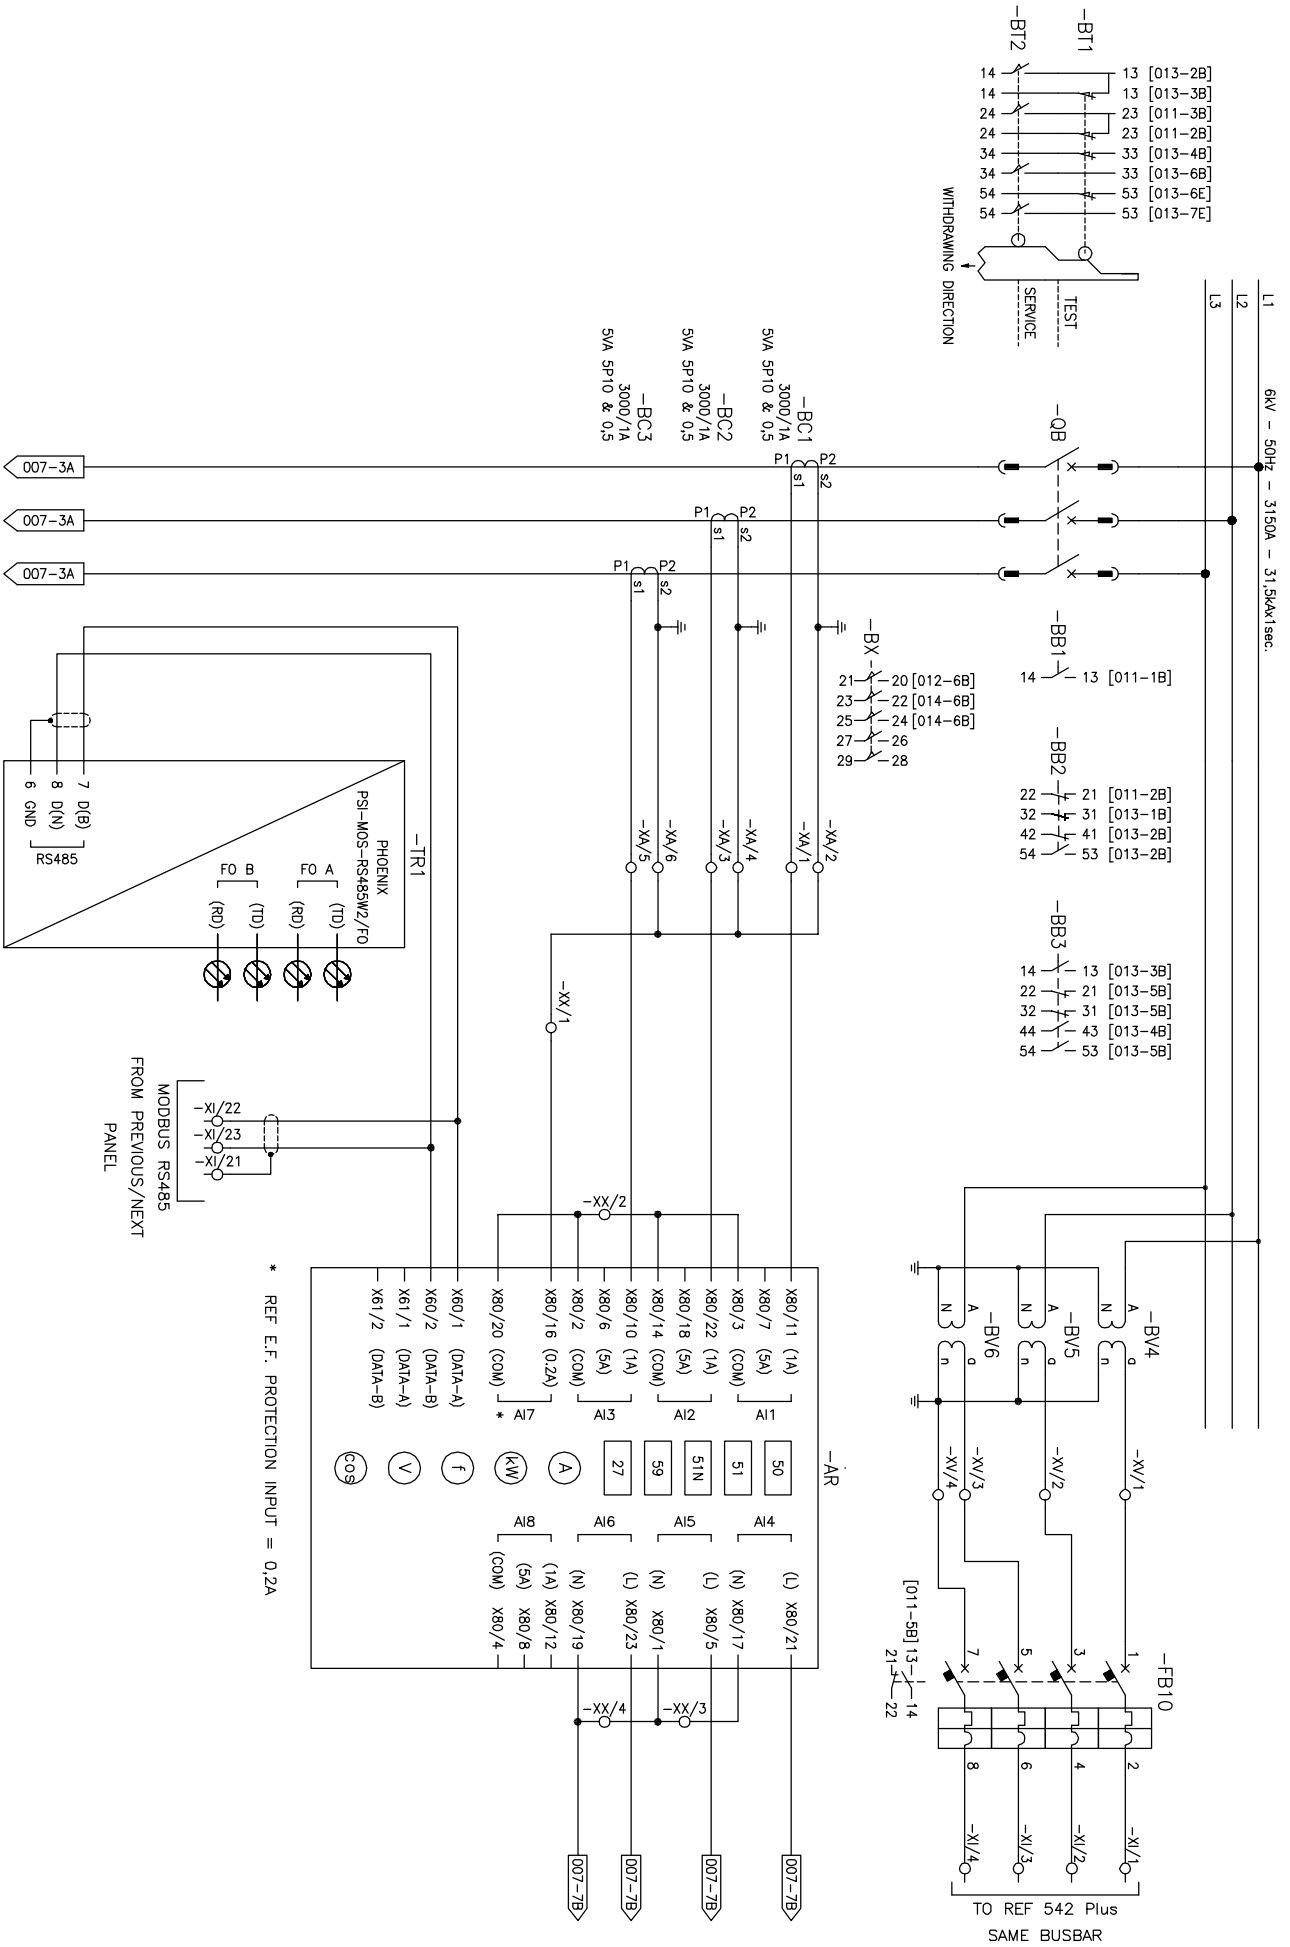 -BT2
-BT1
14 13 [013-2B]
14 13 [013-3B]
24 23 [011-3B]
24 23 [011-2B]
34 33 [013-4B]
34 33 [013-6B]
54 53 [013-6E]
54 53 [013-7E]
WITHDRAWING DIRECTION
SERVICE
TEST
L3
L2
L1
6kV - 50Hz - 3150A - 31,5kAx1sec.
-QB
-BC1
3000/1A
5VA 5P10 & 0,5
-BC2
3000/1A
5VA 5P10 & 0,5
-BC3
3000/1A
5VA 5P10 & 0,5
P1 P2
s1 s2
P1 P2
s1 s2
P1 P2
s1 s2
007-3A
007-3A
007-3A
-BX
21 20 [012-6B]
23 22 [014-6B]
25 24 [014-6B]
27 26
29 28
-BB1
14 13 [011-1B]
-BB2
22 21 [011-2B]
32 31 [013-1B]
42 41 [013-2B]
54 53 [013-2B]
-BB3
14 13 [013-3B]
22 21 [013-5B]
32 31 [013-5B]
44 43 [013-4B]
54 53 [013-5B]
-XA/5
-XA/6
-XA/3
-XA/4
-XA/1
-XA/2
-XX/1
-TR1
PHOENIX
PSI-MOS-RS485W2/FO
7 D(B)
8 D(N)
6 GND
RS485
FO B
FO A
(RD)
(TD)
(RD)
(TD)
-XI/22
-XI/23
-XI/21
MODBUS RS485
FROM PREVIOUS/NEXT
PANEL
-XX/2
-BV4
A a
N n
-BV5
A a
N n
-BV6
A a
N n
-AR
X80/11 (1A)
X80/7 (5A)
X80/3 (COM)
AI1
X80/22 (1A)
X80/18 (5A)
X80/14 (COM)
AI2
X80/10 (1A)
X80/6 (5A)
X80/2 (COM)
AI3
X80/16 (0.2A)
X80/20 (COM)
AI7
*
X60/1 (DATA-A)
X60/2 (DATA-B)
X61/1 (DATA-A)
X61/2 (DATA-B)
50
51
51N
59
27
A
kW
f
V
cos
AI4
(L) X80/21
(N) X80/17
AI5
(L) X80/5
(N) X80/1
AI6
(L) X80/23
(N) X80/19
AI8
(1A) X80/12
(5A) X80/8
(COM) X80/4
* REF E.F. PROTECTION INPUT = 0,2A
-XV/1
-XV/2
-XV/3
-XV/4
-FB10
1 2
3 4
5 6
7 8
[011-5B] 13 14
21 22
-XX/3
-XX/4
-XI/1
-XI/2
-XI/3
-XI/4
007-7B
007-7B
007-7B
007-7B
TO REF 542 Plus
SAME BUSBAR